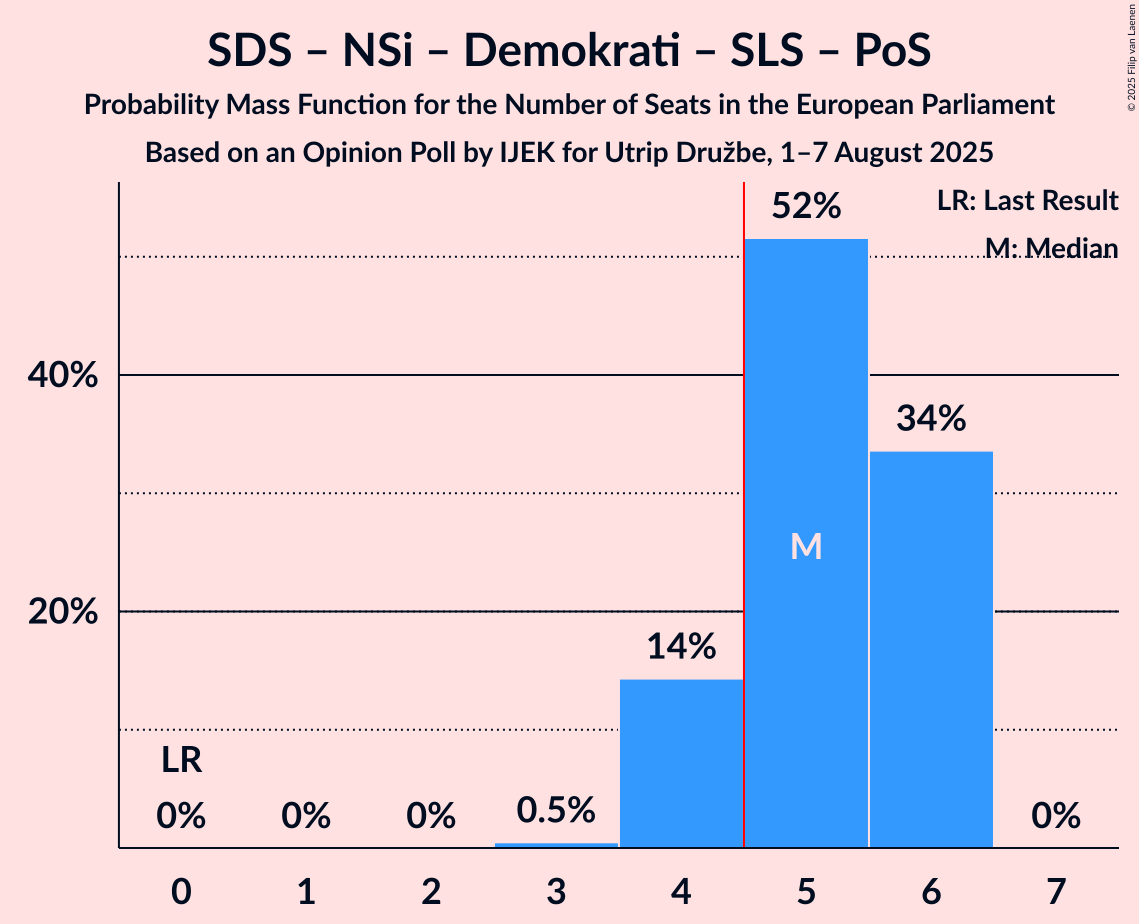 SDS – NSi – Demokrati – SLS – PoS
Probability Mass Function for the Number of Seats in the European Parliament
Based on an Opinion Poll by IJEK for Utrip Družbe, 1–7 August 2025
© 2025 Filip van Laenen
LR: Last Result
M: Median
52%
40%
34%
M
20%
14%
LR
0%
0%
0%
0.5%
0%
0
1
2
3
4
5
6
7